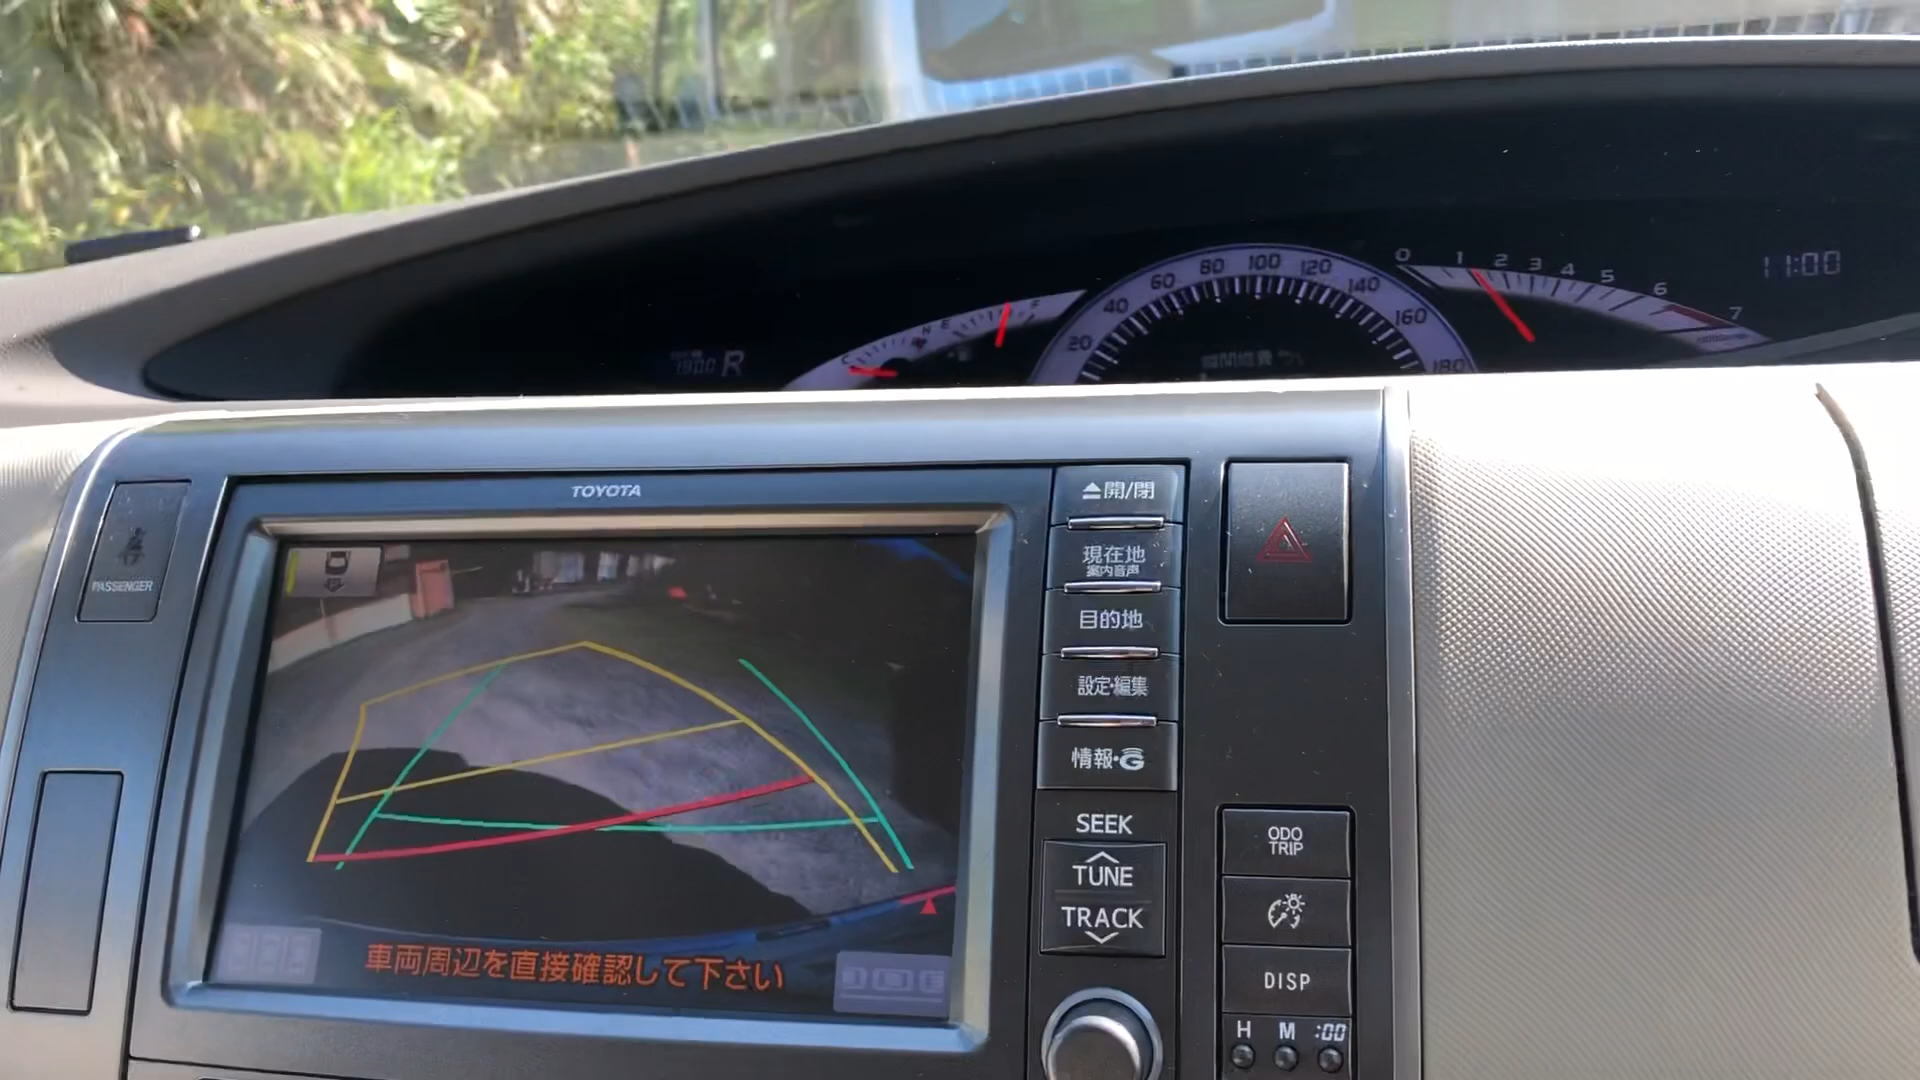 0 1 2 3 4 5 6 7
11:00
20 40 60 80 100 120 140 160 180
C H E F
R
TOYOTA
PASSENGER
開/閉
現在地
案内音声
目的地
設定・編集
情報・G
SEEK
TUNE
TRACK
車両周辺を直接確認して下さい
ODO
TRIP
DISP
H M :00